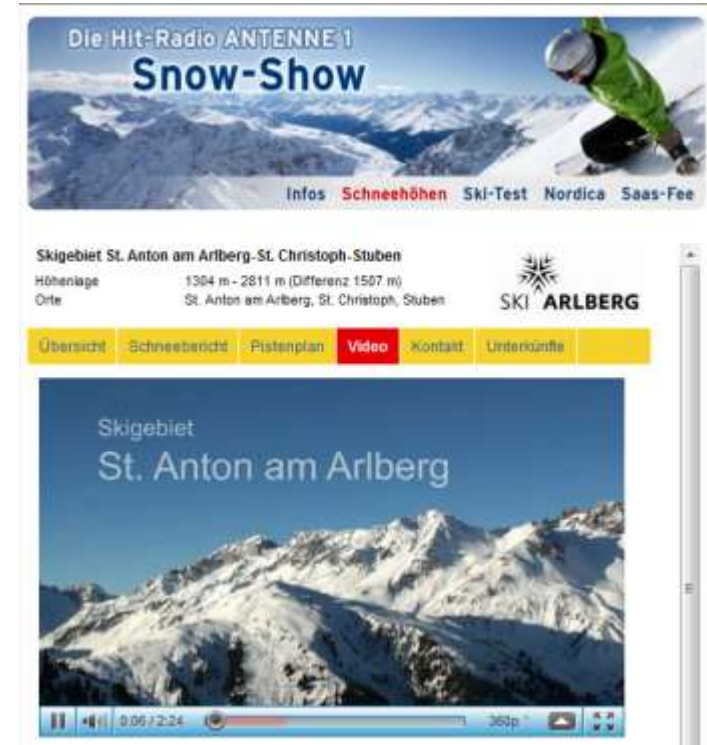 Die Hit-Radio ANTENNE 1
Snow-Show
Infos Schneehöhen Ski-Test Nordica Saas-Fee
Skigebiet St. Anton am Arlberg-St. Christoph-Stuben
Höhenlage 1304 m - 2811 m (Differenz 1507 m)
Orte St. Anton am Arlberg, St. Christoph, Stuben
SKI ARLBERG
Übersicht Schneebericht Pistenplan Video Kontakt Unterkünfte
Skigebiet
St. Anton am Arlberg
0:06 / 2:24 360p